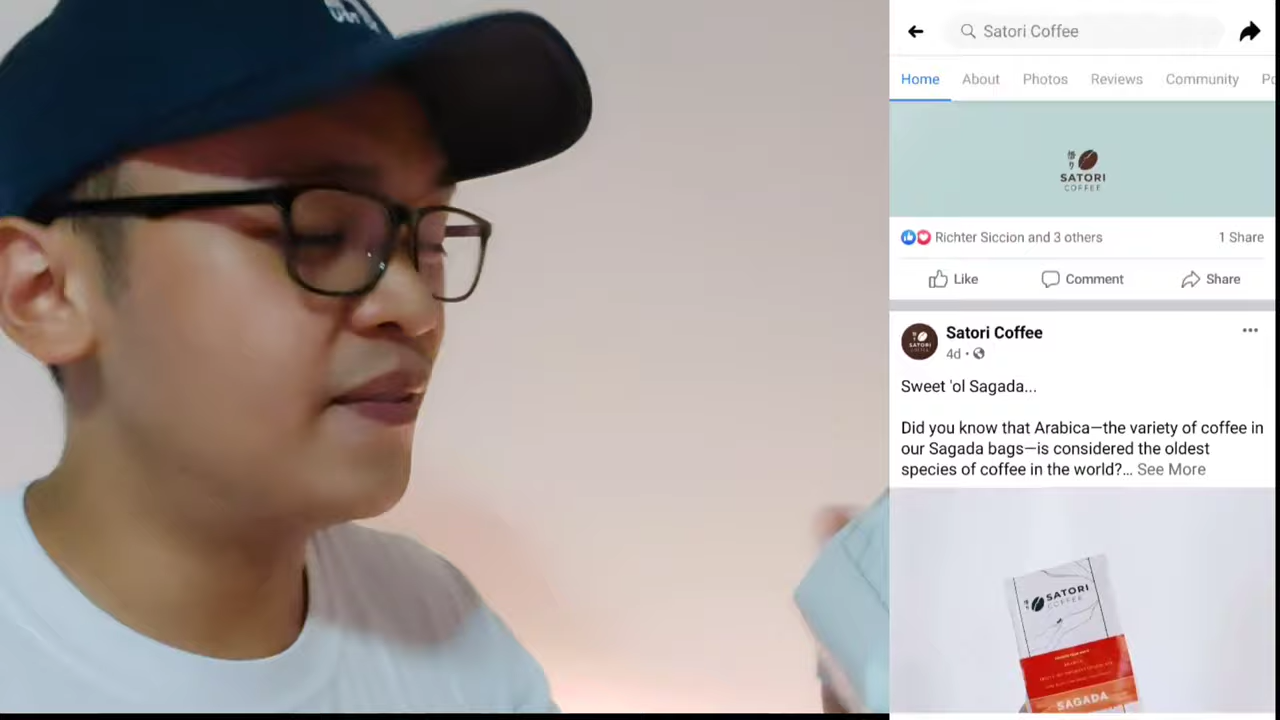 Satori Coffee
Home About Photos Reviews Community
悟り
SATORI
COFFEE
Richter Siccion and 3 others 1 Share
Like Comment Share
Satori Coffee
4d
Sweet 'ol Sagada...
Did you know that Arabica—the variety of coffee in
our Sagada bags—is considered the oldest
species of coffee in the world?... See More
SATORI
COFFEE
SAGADA